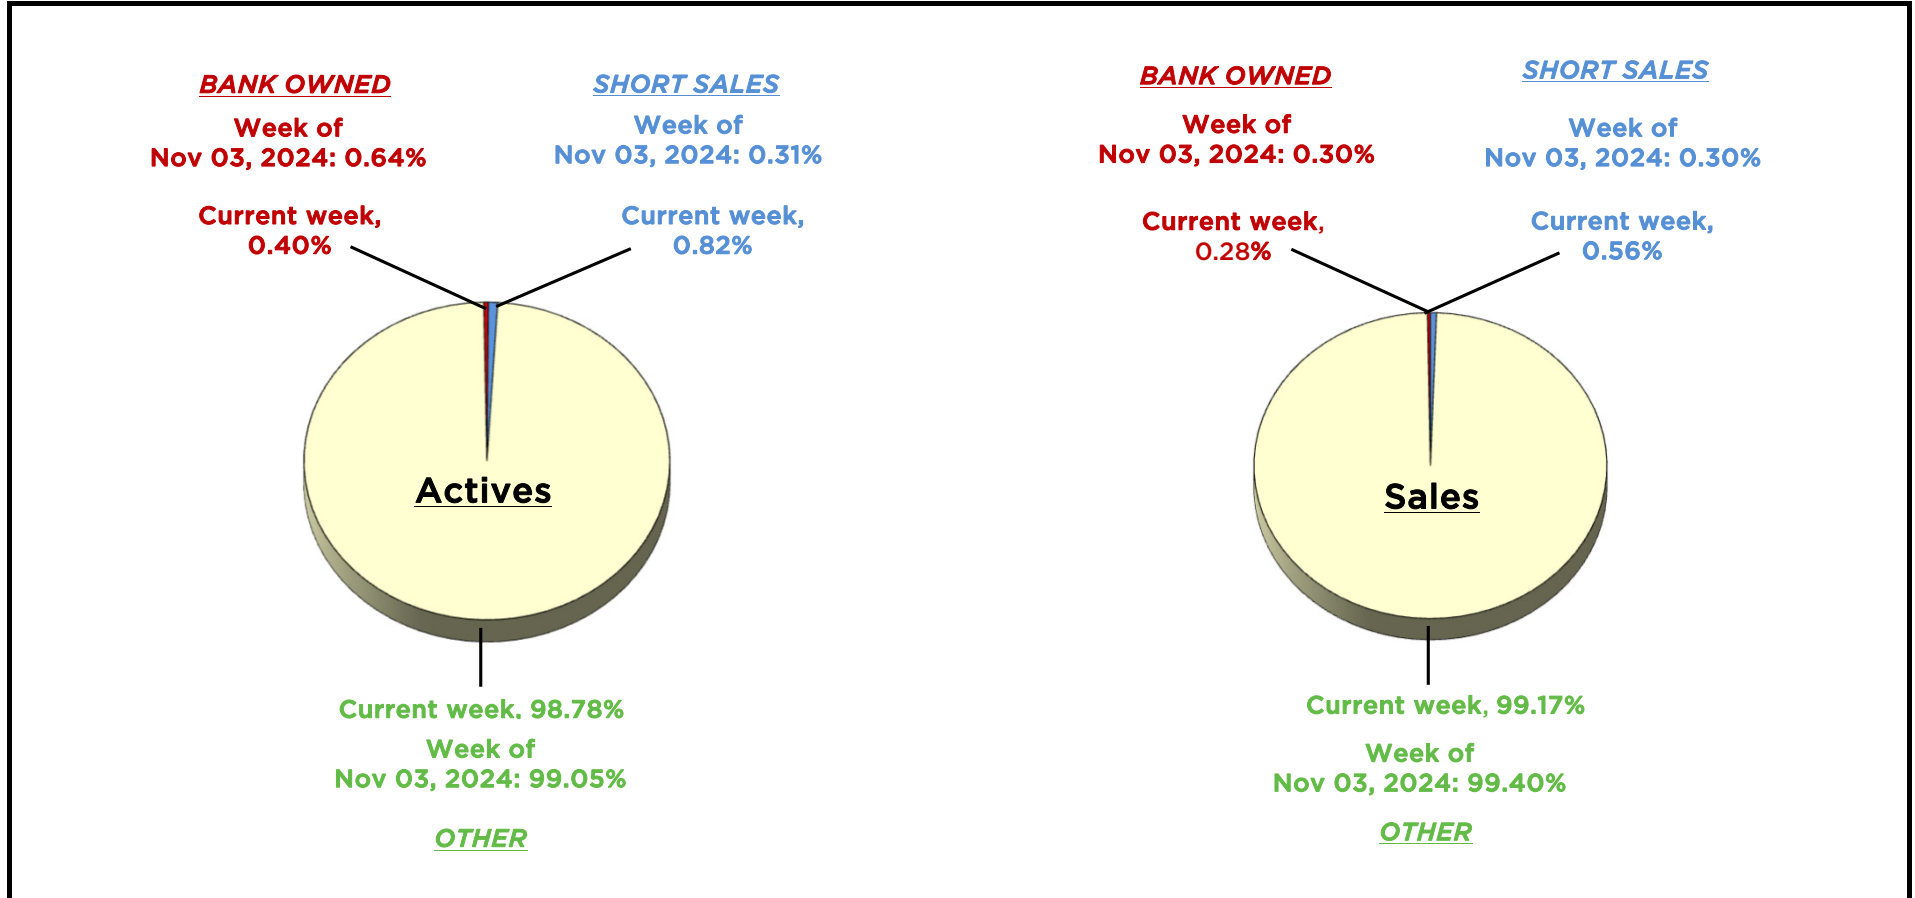 BANK OWNED
Week of
Nov 03, 2024: 0.64%
Current week,
0.40%
SHORT SALES
Week of
Nov 03, 2024: 0.31%
Current week,
0.82%
Actives
Current week. 98.78%
Week of
Nov 03, 2024: 99.05%
OTHER
BANK OWNED
Week of
Nov 03, 2024: 0.30%
Current week,
0.28%
SHORT SALES
Week of
Nov 03, 2024: 0.30%
Current week,
0.56%
Sales
Current week, 99.17%
Week of
Nov 03, 2024: 99.40%
OTHER